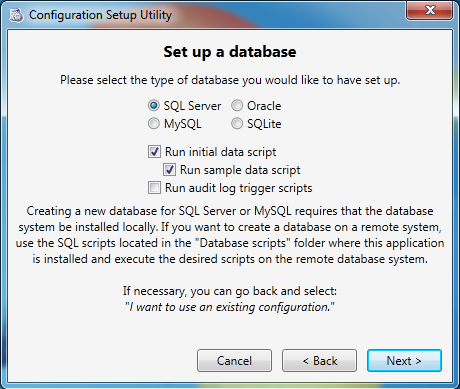 Configuration Setup Utility
Set up a database
Please select the type of database you would like to have set up.
SQL Server Oracle
MySQL SQLite
Run initial data script
Run sample data script
Run audit log trigger scripts
Creating a new database for SQL Server or MySQL requires that the database
system be installed locally. If you want to create a database on a remote system,
use the SQL scripts located in the "Database scripts" folder where this application
is installed and execute the desired scripts on the remote database system.
If necessary, you can go back and select:
"I want to use an existing configuration."
Cancel < Back Next >